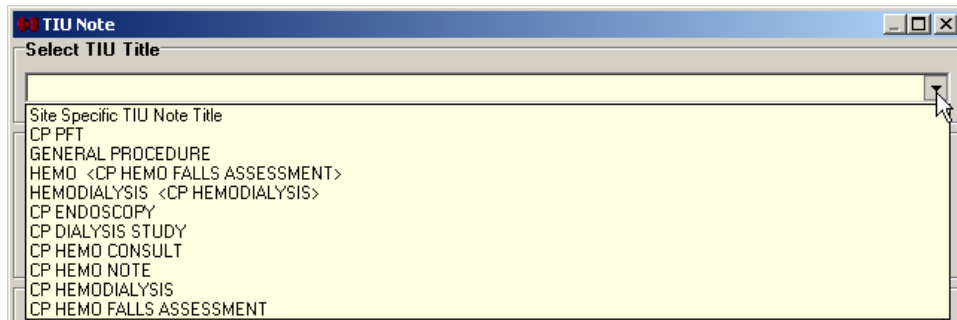 TIU Note
Select TIU Title
Site Specific TIU Note Title
CP PFT
GENERAL PROCEDURE
HEMO <CP HEMO FALLS ASSESSMENT>
HEMODIALYSIS <CP HEMODIALYSIS>
CP ENDOSCOPY
CP DIALYSIS STUDY
CP HEMO CONSULT
CP HEMO NOTE
CP HEMODIALYSIS
CP HEMO FALLS ASSESSMENT